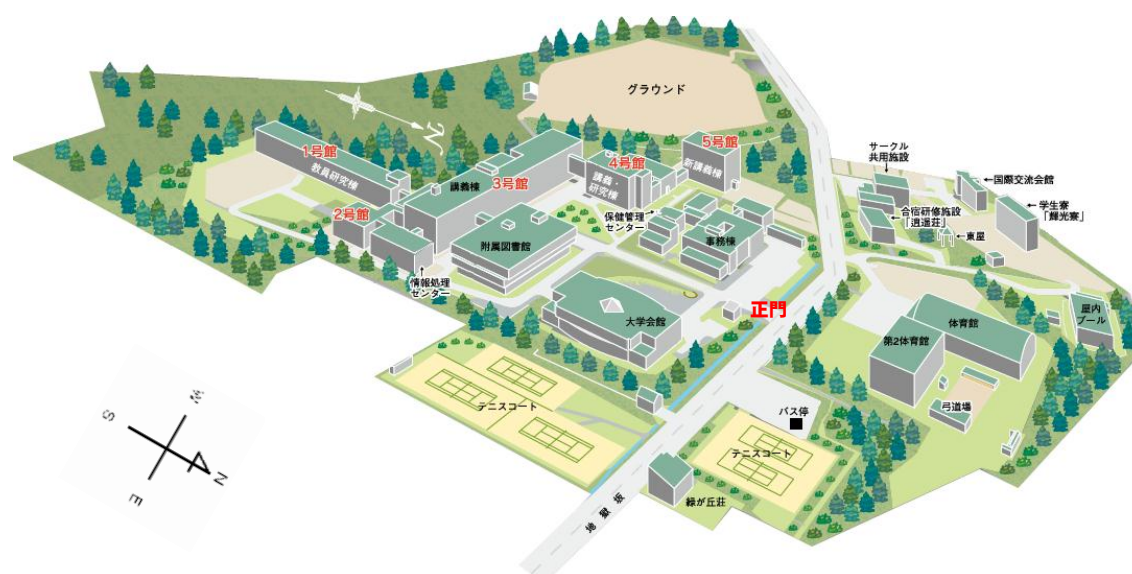 グラウンド
N
1号館
教員研究棟
2号館
講義棟
3号館
4号館
講義・
研究棟
5号館
新講義棟
サークル
共用施設
国際交流会館
学生寮
「輝光寮」
合宿研修施設
「逍遥荘」
東屋
保健管理
センター
事務棟
附属図書館
情報処理
センター
大学会館
正門
屋内
プール
体育館
第2体育館
弓道場
テニスコート
バス停
テニスコート
緑が丘荘
地獄坂
W
S
N
E